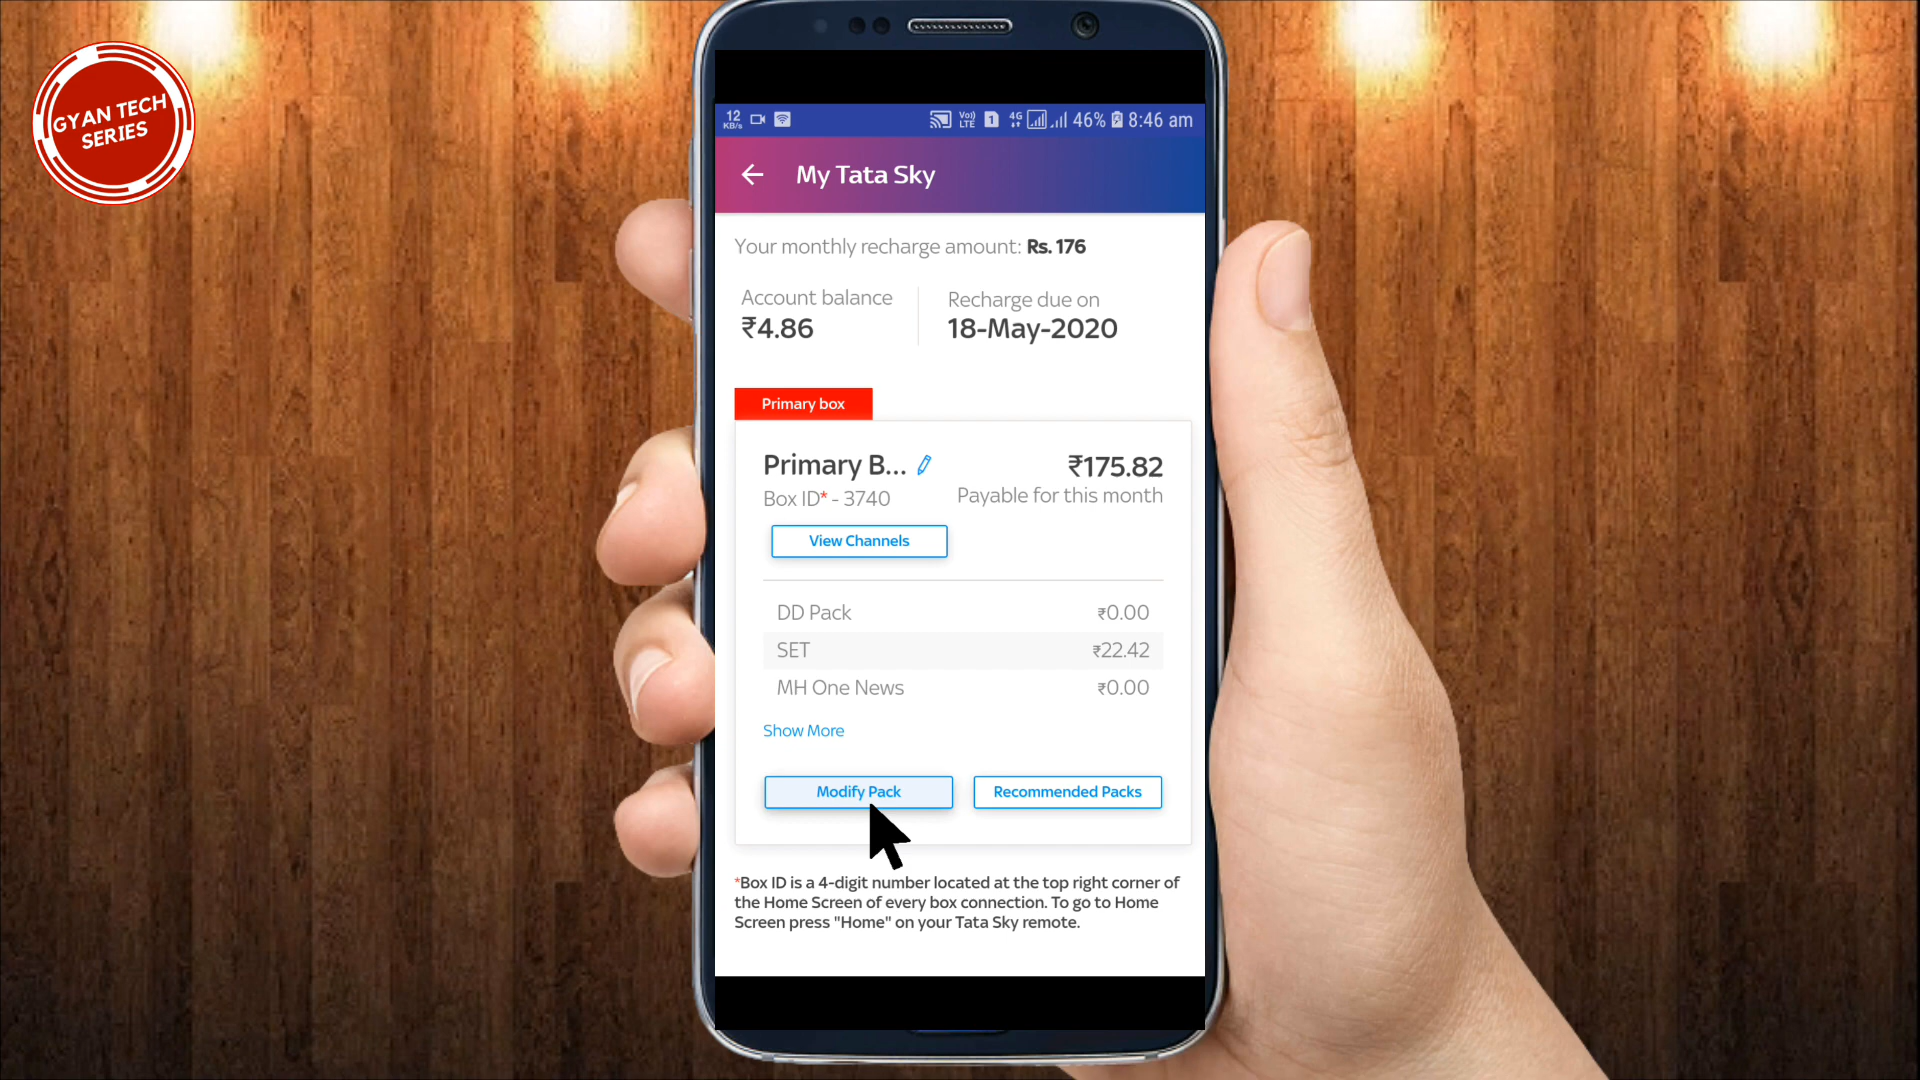 GYAN TECH
SERIES
12
KB/s
Vo))
LTE
1
4G
46%
8:46 am
My Tata Sky
Your monthly recharge amount: Rs. 176
Account balance
₹4.86
Recharge due on
18-May-2020
Primary box
Primary B...
₹175.82
Box ID* - 3740
Payable for this month
View Channels
DD Pack ₹0.00
SET ₹22.42
MH One News ₹0.00
Show More
Modify Pack
Recommended Packs
*Box ID is a 4-digit number located at the top right corner of
the Home Screen of every box connection. To go to Home
Screen press "Home" on your Tata Sky remote.